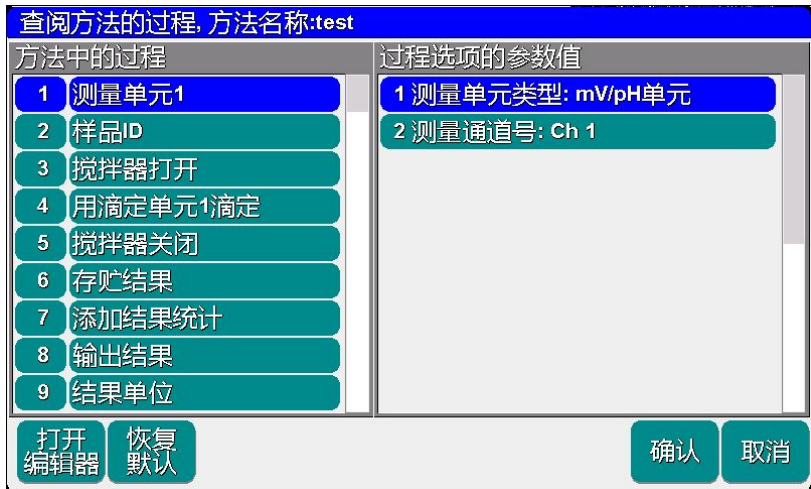 查阅方法的过程, 方法名称:test
方法中的过程
过程选项的参数值
1 测量单元1
2 样品ID
3 搅拌器打开
4 用滴定单元1滴定
5 搅拌器关闭
6 存贮结果
7 添加结果统计
8 输出结果
9 结果单位
1 测量单元类型: mV/pH单元
2 测量通道号: Ch 1
打开
编辑器
恢复
默认
确认
取消